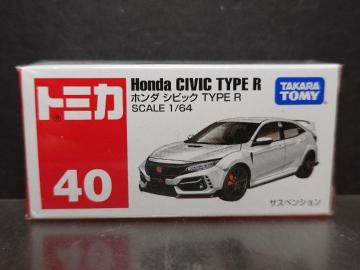 トミカ
40
Honda CIVIC TYPE R
ホンダ シビック TYPE R
SCALE 1/64
TAKARA
TOMY
サスペンション